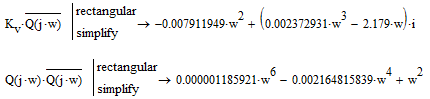 K_v·Q̅(̅j̅·̅w̅)̅ | rectangular simplify → −0.007911949·w² + (0.002372931·w³ − 2.179·w)·i
Q(j·w)·Q̅(̅j̅·̅w̅)̅ | rectangular simplify → 0.000001185921·w⁶ − 0.002164815839·w⁴ + w²